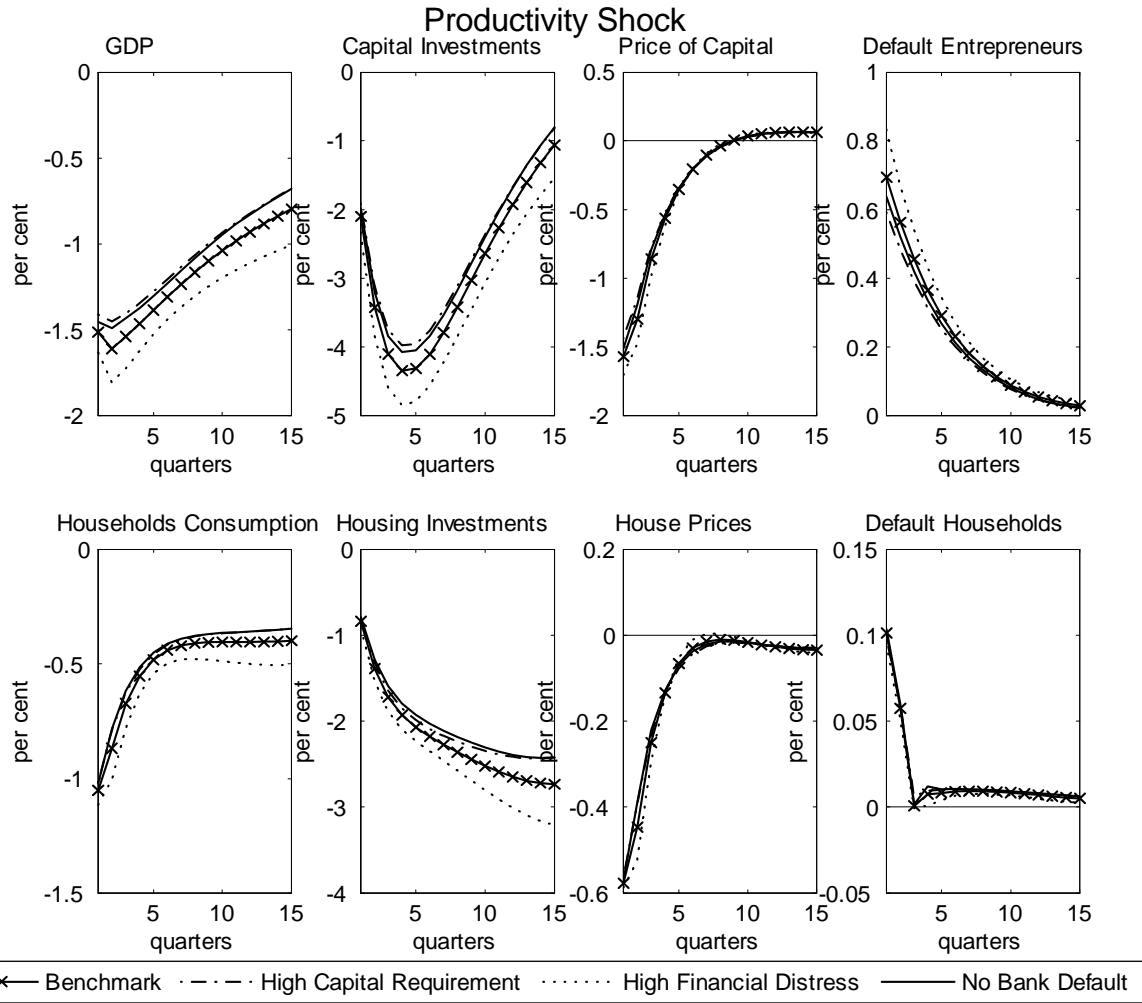 Productivity Shock
GDP
Capital Investments
Price of Capital
Default Entrepreneurs
0
-0.5
-1
-1.5
-2
per cent
5 10 15
quarters
0
-1
-2
-3
-4
-5
per cent
5 10 15
quarters
0.5
0
-0.5
-1
-1.5
-2
per cent
5 10 15
quarters
1
0.8
0.6
0.4
0.2
0
per cent
5 10 15
quarters
Households Consumption
Housing Investments
House Prices
Default Households
0
-0.5
-1
-1.5
per cent
5 10 15
quarters
0
-1
-2
-3
-4
per cent
5 10 15
quarters
0.2
0
-0.2
-0.4
-0.6
per cent
5 10 15
quarters
0.15
0.1
0.05
0
-0.05
per cent
5 10 15
quarters
Benchmark High Capital Requirement High Financial Distress No Bank Default